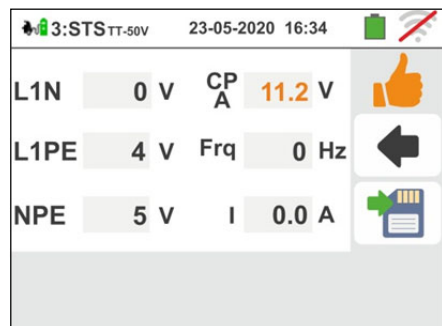 3:STS TT-50V 23-05-2020 16:34
L1N 0 V CP A 11.2 V
L1PE 4 V Frq 0 Hz
NPE 5 V I 0.0 A